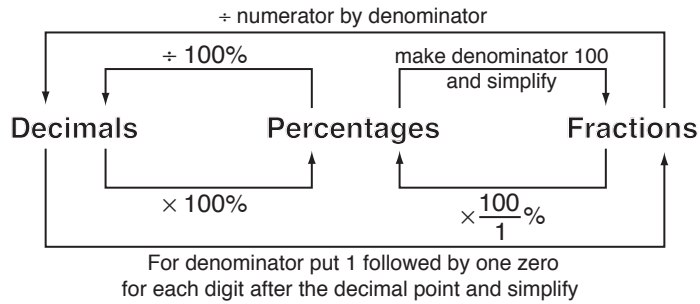 ÷ numerator by denominator
÷ 100%
make denominator 100
and simplify
Decimals Percentages Fractions
× 100%
× 100/1 %
For denominator put 1 followed by one zero
for each digit after the decimal point and simplify